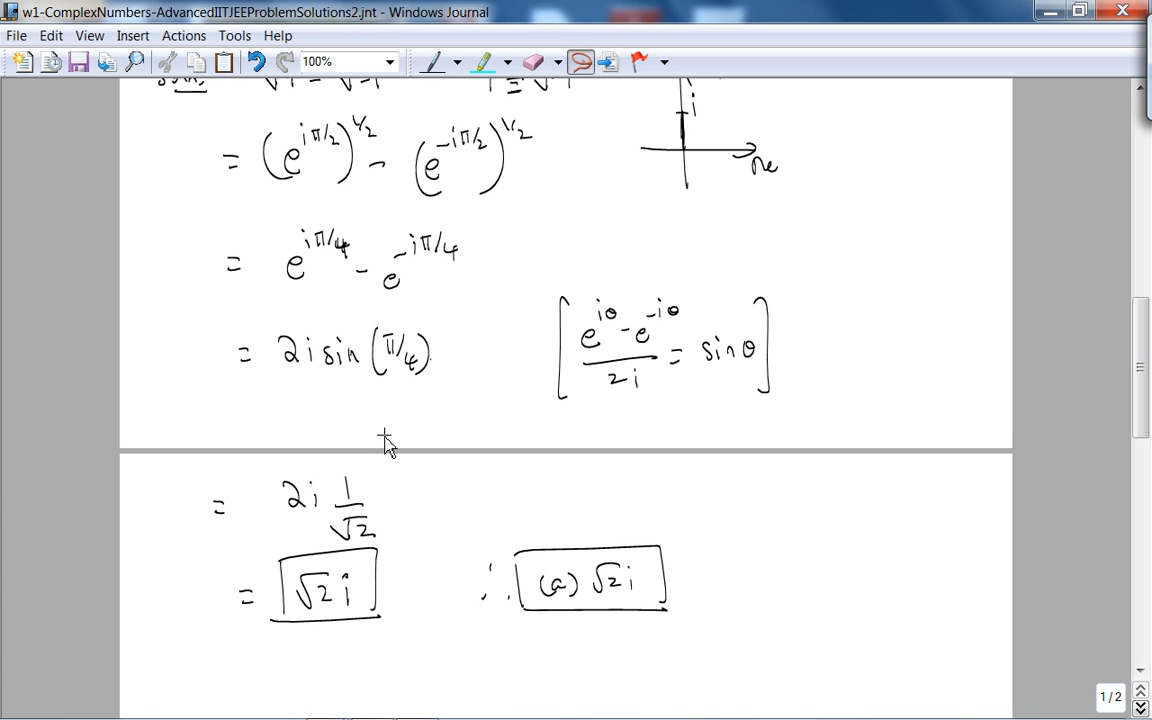 w1-ComplexNumbers-AdvancedIITJEEProblemSolutions2.jnt - Windows Journal
File Edit View Insert Actions Tools Help
100%
i
= (e^{iπ/2})^{1/2} - (e^{-iπ/2})^{1/2}
Re
= e^{iπ/4} - e^{-iπ/4}
= 2i sin(π/4). [(e^{iθ} - e^{-iθ})/2i = sinθ]
= 2i 1/√2
= √2 i ∴ (a) √2 i
1 / 2